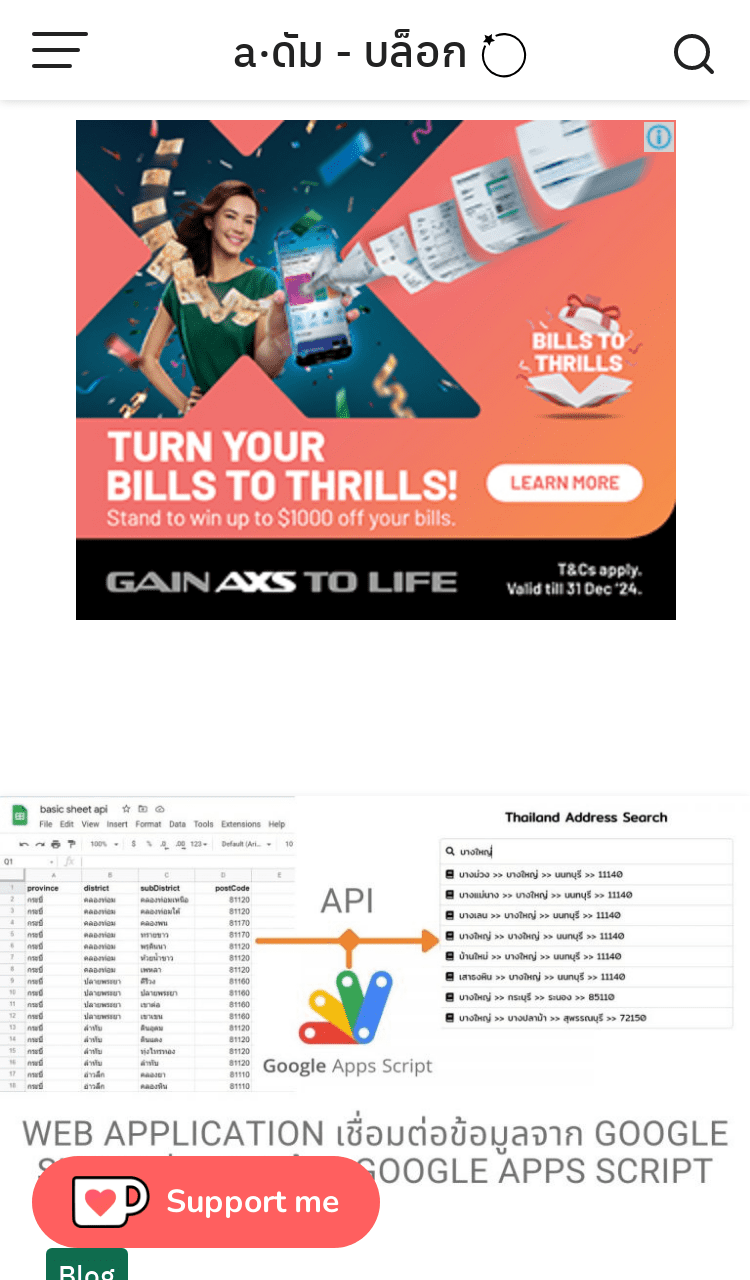 a·ดัม - บล็อก
BILLS TO
THRILLS
TURN YOUR
BILLS TO THRILLS!
LEARN MORE
Stand to win up to $1000 off your bills.
GAIN AXS TO LIFE
T&Cs apply.
Valid till 31 Dec '24.
basic sheet api
File Edit View Insert Format Data Tools Extensions Help
100% $ % .0 .00 123 Default (Ari... 10
Q1
A B C D E
1 province district subDistrict postCode
2 กระบี่ คลองท่อม คลองท่อมเหนือ 81120
3 กระบี่ คลองท่อม คลองท่อมใต้ 81120
4 กระบี่ คลองท่อม คลองพน 81170
5 กระบี่ คลองท่อม ทรายขาว 81170
6 กระบี่ คลองท่อม พรุดินนา 81120
7 กระบี่ คลองท่อม ห้วยน้ำขาว 81120
8 กระบี่ คลองท่อม เพหลา 81120
9 กระบี่ ปลายพระยา คีรีวง 81160
10 กระบี่ ปลายพระยา ปลายพระยา 81160
11 กระบี่ ปลายพระยา เขาต่อ 81160
12 กระบี่ ปลายพระยา เขาเขน 81160
13 กระบี่ ลำทับ ดินอุดม 81120
14 กระบี่ ลำทับ ดินแดง 81120
15 กระบี่ ลำทับ ทุ่งไทรทอง 81120
16 กระบี่ ลำทับ ลำทับ 81120
17 กระบี่ อ่าวลึก คลองยา 81110
18 กระบี่ อ่าวลึก คลองหิน 81110
API
Google Apps Script
Thailand Address Search
บางใหญ่
บางม่วง >> บางใหญ่ >> นนทบุรี >> 11140
บางแม่นาง >> บางใหญ่ >> นนทบุรี >> 11140
บางเลน >> บางใหญ่ >> นนทบุรี >> 11140
บางใหญ่ >> บางใหญ่ >> นนทบุรี >> 11140
บ้านใหม่ >> บางใหญ่ >> นนทบุรี >> 11140
เสาธงหิน >> บางใหญ่ >> นนทบุรี >> 11140
บางใหญ่ >> กระบุรี >> ระนอง >> 85110
บางใหญ่ >> บางปลาม้า >> สุพรรณบุรี >> 72150
WEB APPLICATION เชื่อมต่อข้อมูลจาก GOOGLE
GOOGLE APPS SCRIPT
Support me
Blog